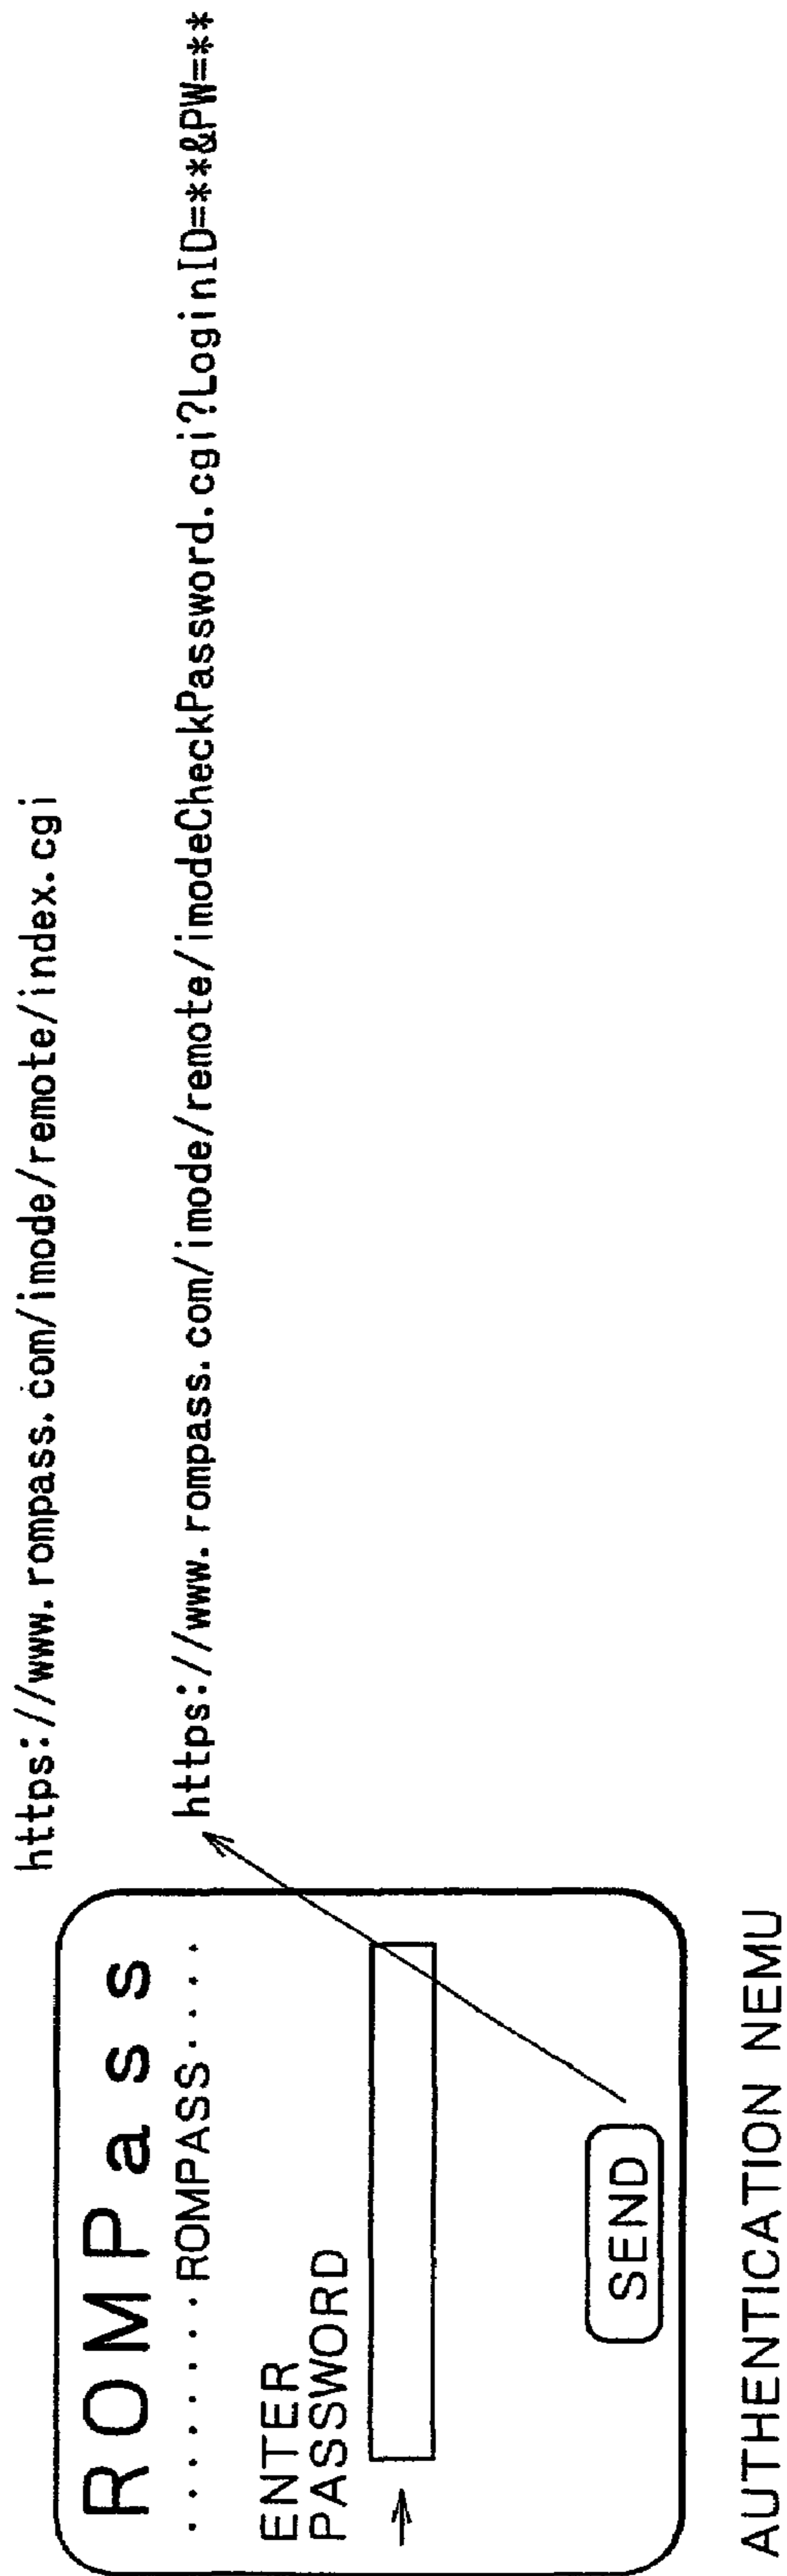 https://www.rompass.com/imode/remote/index.cgi
ROMPass
........ROMPASS....
https://www.rompass.com/imode/remote/imodeCheckPassword.cgi?LoginID=**&PW=**
ENTER
PASSWORD
→
SEND
AUTHENTICATION NEMU